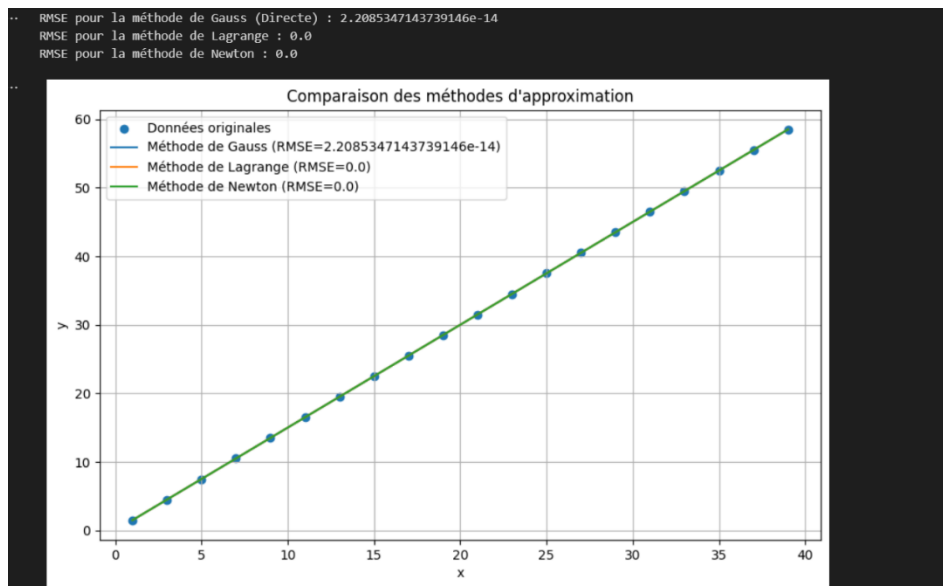 RMSE pour la méthode de Gauss (Directe) : 2.2085347143739146e-14
RMSE pour la méthode de Lagrange : 0.0
RMSE pour la méthode de Newton : 0.0
Comparaison des méthodes d'approximation
Données originales
Méthode de Gauss (RMSE=2.2085347143739146e-14)
Méthode de Lagrange (RMSE=0.0)
Méthode de Newton (RMSE=0.0)
60
50
40
30
20
10
0
y
0 5 10 15 20 25 30 35 40
x